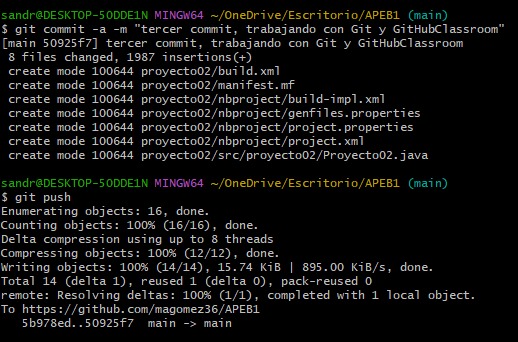 sandr@DESKTOP-5ODDE1N MINGW64 ~/OneDrive/Escritorio/APEB1 (main)
$ git commit -a -m "tercer commit, trabajando con Git y GitHubClassroom"
[main 50925f7] tercer commit, trabajando con Git y GitHubClassroom
 8 files changed, 1987 insertions(+)
 create mode 100644 proyecto02/build.xml
 create mode 100644 proyecto02/manifest.mf
 create mode 100644 proyecto02/nbproject/build-impl.xml
 create mode 100644 proyecto02/nbproject/genfiles.properties
 create mode 100644 proyecto02/nbproject/project.properties
 create mode 100644 proyecto02/nbproject/project.xml
 create mode 100644 proyecto02/src/proyecto02/Proyecto02.java
sandr@DESKTOP-5ODDE1N MINGW64 ~/OneDrive/Escritorio/APEB1 (main)
$ git push
Enumerating objects: 16, done.
Counting objects: 100% (16/16), done.
Delta compression using up to 8 threads
Compressing objects: 100% (12/12), done.
Writing objects: 100% (14/14), 15.74 KiB | 895.00 KiB/s, done.
Total 14 (delta 1), reused 1 (delta 0), pack-reused 0
remote: Resolving deltas: 100% (1/1), completed with 1 local object.
To https://github.com/magomez36/APEB1
   5b978ed..50925f7  main -> main